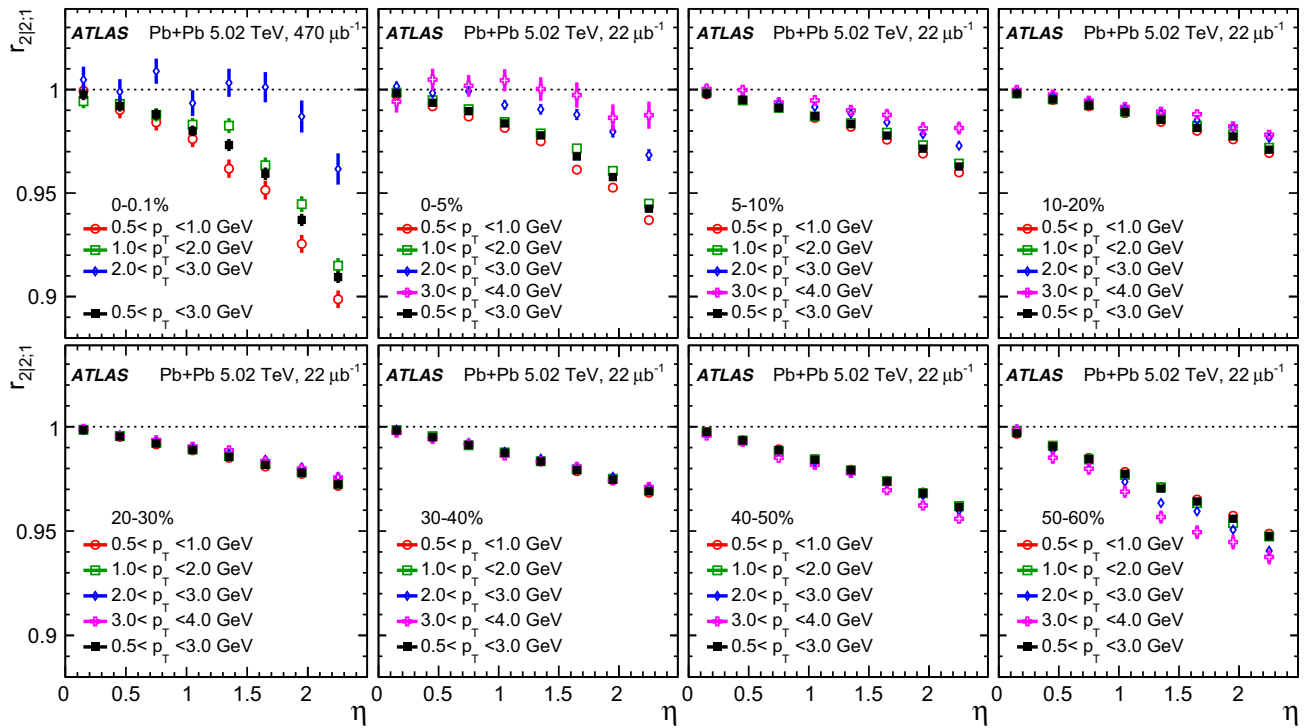 r2|2;1
ATLAS Pb+Pb 5.02 TeV, 470 μb-1
0-0.1%
0.5< pT <1.0 GeV
1.0< pT <2.0 GeV
2.0< pT <3.0 GeV
0.5< pT <3.0 GeV
1
0.95
0.9
ATLAS Pb+Pb 5.02 TeV, 22 μb-1
0-5%
0.5< pT <1.0 GeV
1.0< pT <2.0 GeV
2.0< pT <3.0 GeV
3.0< pT <4.0 GeV
0.5< pT <3.0 GeV
ATLAS Pb+Pb 5.02 TeV, 22 μb-1
5-10%
0.5< pT <1.0 GeV
1.0< pT <2.0 GeV
2.0< pT <3.0 GeV
3.0< pT <4.0 GeV
0.5< pT <3.0 GeV
ATLAS Pb+Pb 5.02 TeV, 22 μb-1
10-20%
0.5< pT <1.0 GeV
1.0< pT <2.0 GeV
2.0< pT <3.0 GeV
3.0< pT <4.0 GeV
0.5< pT <3.0 GeV
r2|2;1
ATLAS Pb+Pb 5.02 TeV, 22 μb-1
20-30%
0.5< pT <1.0 GeV
1.0< pT <2.0 GeV
2.0< pT <3.0 GeV
3.0< pT <4.0 GeV
0.5< pT <3.0 GeV
1
0.95
0.9
0 0.5 1 1.5 2
η
ATLAS Pb+Pb 5.02 TeV, 22 μb-1
30-40%
0.5< pT <1.0 GeV
1.0< pT <2.0 GeV
2.0< pT <3.0 GeV
3.0< pT <4.0 GeV
0.5< pT <3.0 GeV
0 0.5 1 1.5 2
η
ATLAS Pb+Pb 5.02 TeV, 22 μb-1
40-50%
0.5< pT <1.0 GeV
1.0< pT <2.0 GeV
2.0< pT <3.0 GeV
3.0< pT <4.0 GeV
0.5< pT <3.0 GeV
0 0.5 1 1.5 2
η
ATLAS Pb+Pb 5.02 TeV, 22 μb-1
50-60%
0.5< pT <1.0 GeV
1.0< pT <2.0 GeV
2.0< pT <3.0 GeV
3.0< pT <4.0 GeV
0.5< pT <3.0 GeV
0 0.5 1 1.5 2
η